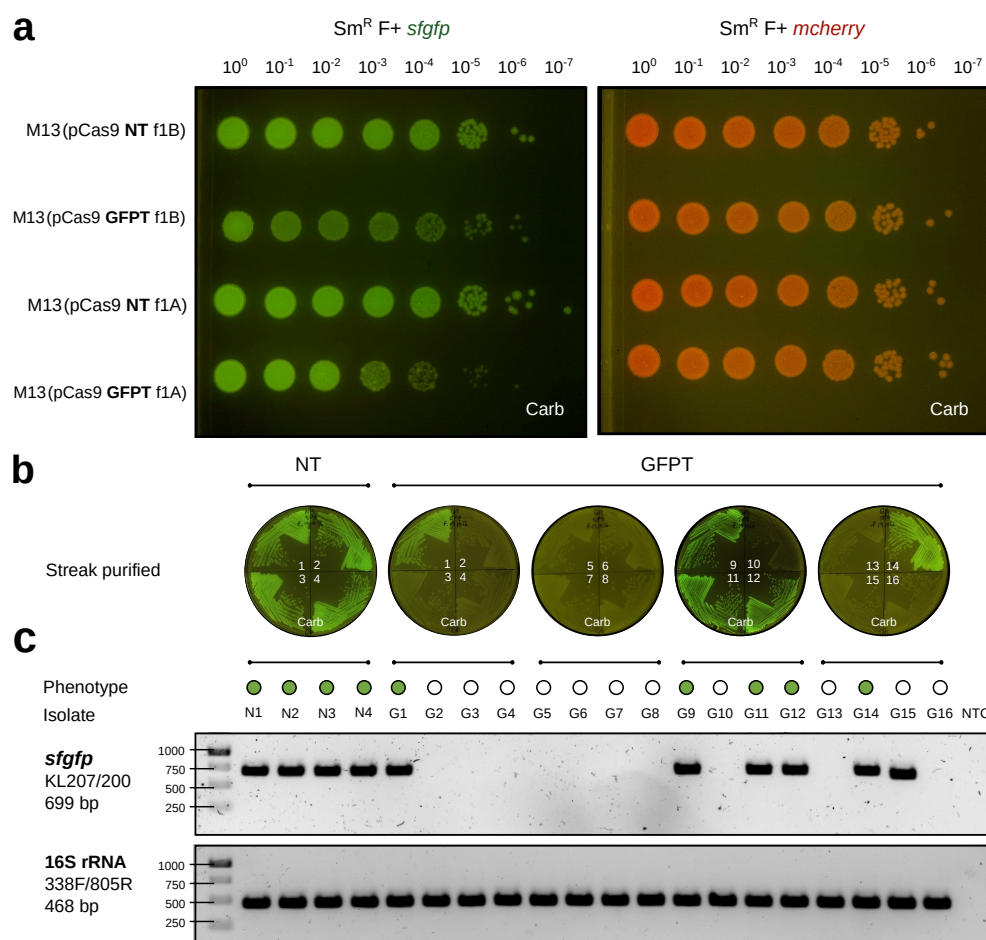 a
Sm^R F+ sfgfp
Sm^R F+ mcherry
10^0 10^-1 10^-2 10^-3 10^-4 10^-5 10^-6 10^-7
10^0 10^-1 10^-2 10^-3 10^-4 10^-5 10^-6 10^-7
M13(pCas9 NT f1B)
M13(pCas9 GFPT f1B)
M13(pCas9 NT f1A)
M13(pCas9 GFPT f1A)
Carb
Carb
b
NT
GFPT
Streak purified
1 2
3 4
Carb
1 2
3 4
Carb
5 6
7 8
Carb
9 10
11 12
Carb
13 14
15 16
Carb
c
Phenotype
Isolate
N1 N2 N3 N4 G1 G2 G3 G4 G5 G6 G7 G8 G9 G10 G11 G12 G13 G14 G15 G16 NTC
sfgfp
KL207/200
699 bp
1000
750
500
250
16S rRNA
338F/805R
468 bp
1000
750
500
250